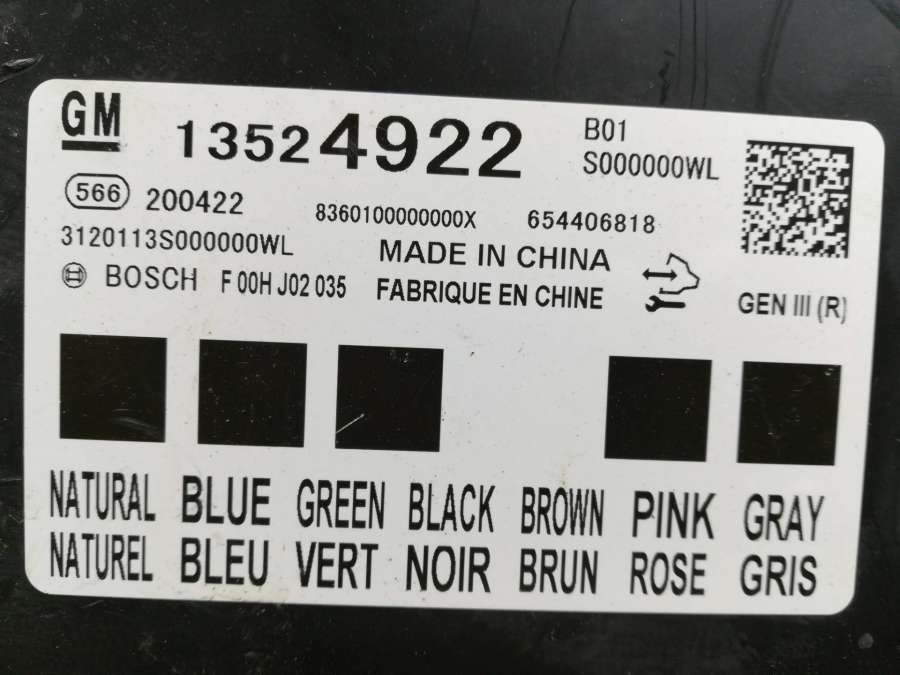 GM 13524922 B01
S000000WL
566 200422 8360100000000X 654406818
3120113S000000WL MADE IN CHINA
BOSCH F 00H J02 035 FABRIQUE EN CHINE GEN III (R)
NATURAL BLUE GREEN BLACK BROWN PINK GRAY
NATUREL BLEU VERT NOIR BRUN ROSE GRIS